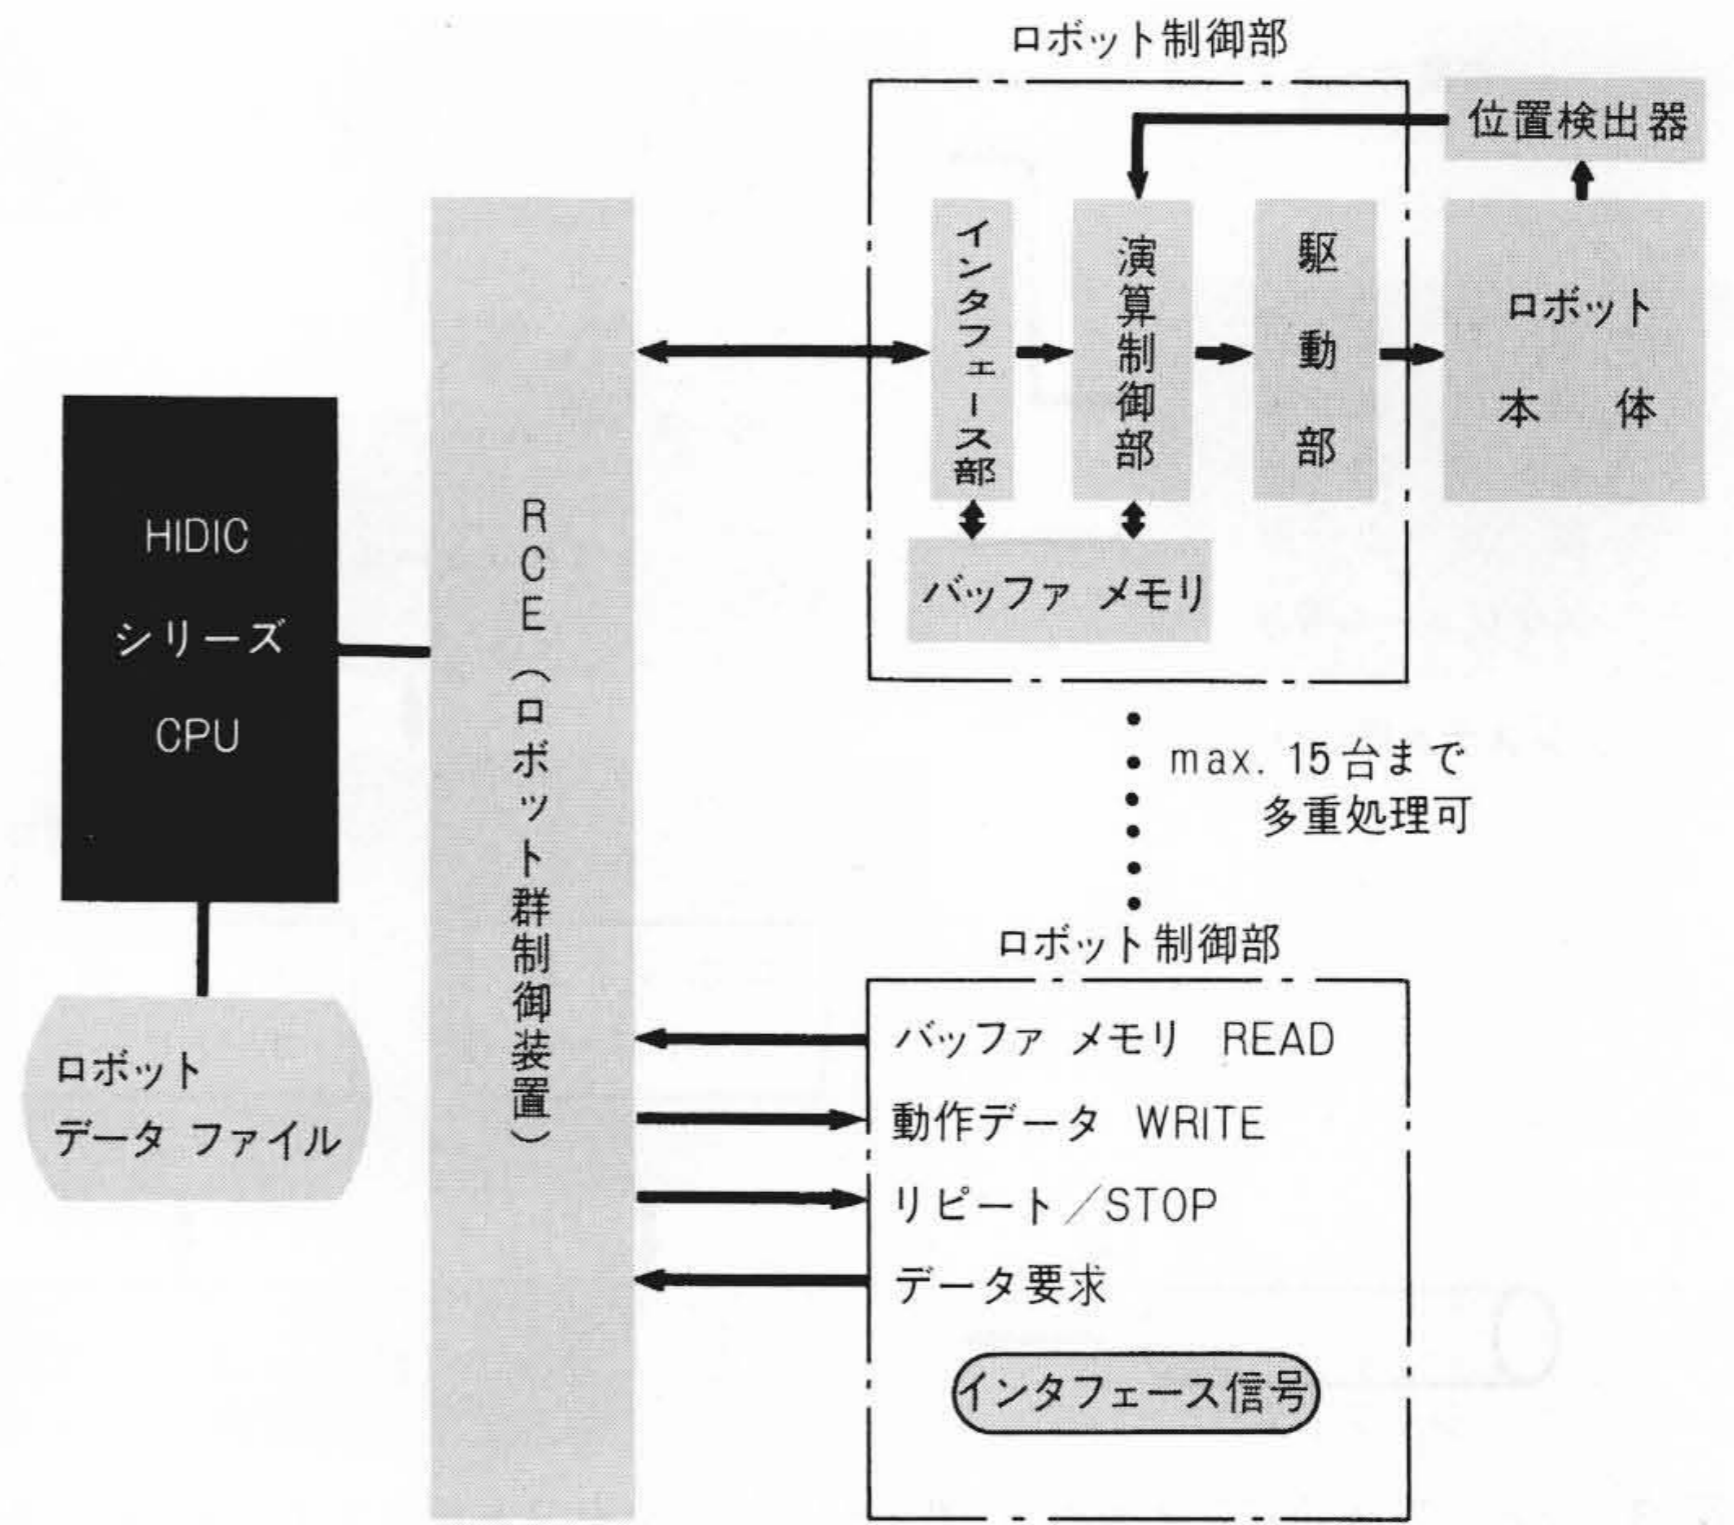 ロボット制御部
位置検出器
インタフェース部
演算制御部
駆動部
ロボット
本 体
バッファ メモリ
HIDIC
シリーズ
CPU
RCE(ロボット群制御装置)
max. 15台まで
多重処理可
ロボット
データ ファイル
ロボット制御部
バッファ メモリ READ
動作データ WRITE
リピート/STOP
データ要求
インタフェース信号